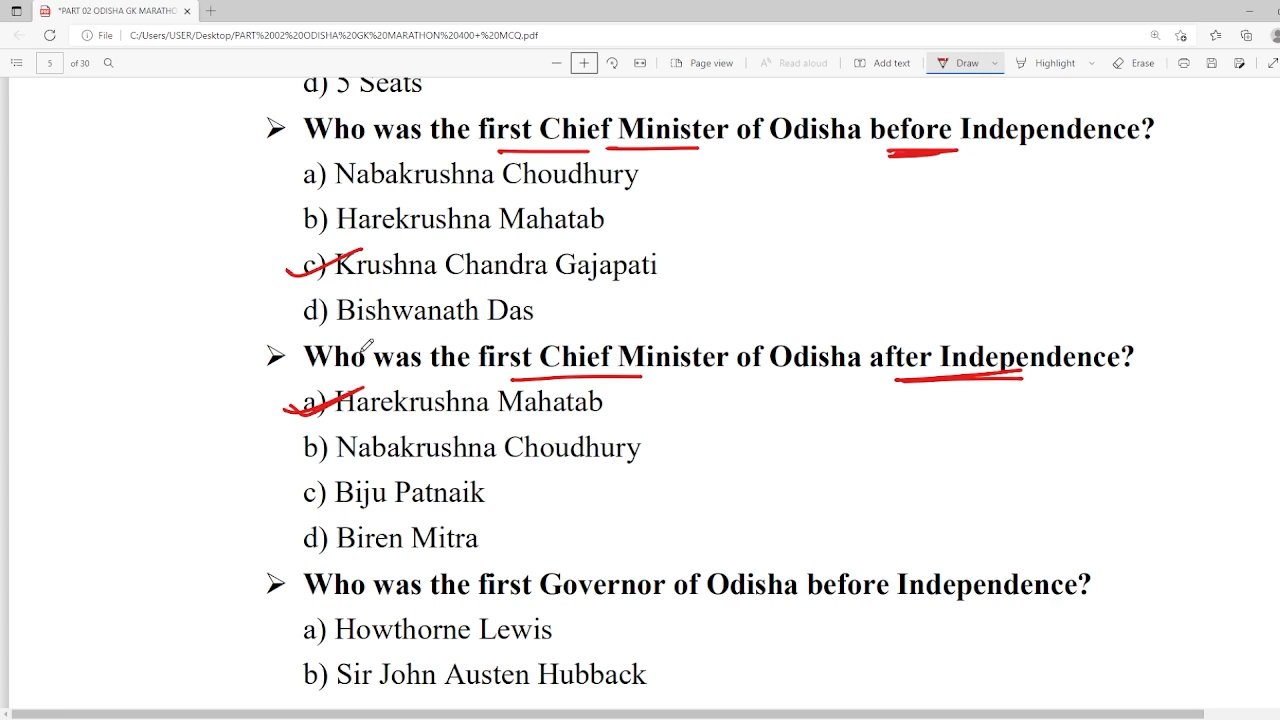 *PART 02 ODISHA GK MARATHO
File C:/Users/USER/Desktop/PART%2002%20ODISHA%20GK%20MARATHON%20400+%20MCQ.pdf
5 of 30 Page view Read aloud Add text Draw Highlight Erase
d) 5 Seats
Who was the first Chief Minister of Odisha before Independence?
a) Nabakrushna Choudhury
b) Harekrushna Mahatab
c) Krushna Chandra Gajapati
d) Bishwanath Das
Who was the first Chief Minister of Odisha after Independence?
a) Harekrushna Mahatab
b) Nabakrushna Choudhury
c) Biju Patnaik
d) Biren Mitra
Who was the first Governor of Odisha before Independence?
a) Howthorne Lewis
b) Sir John Austen Hubback